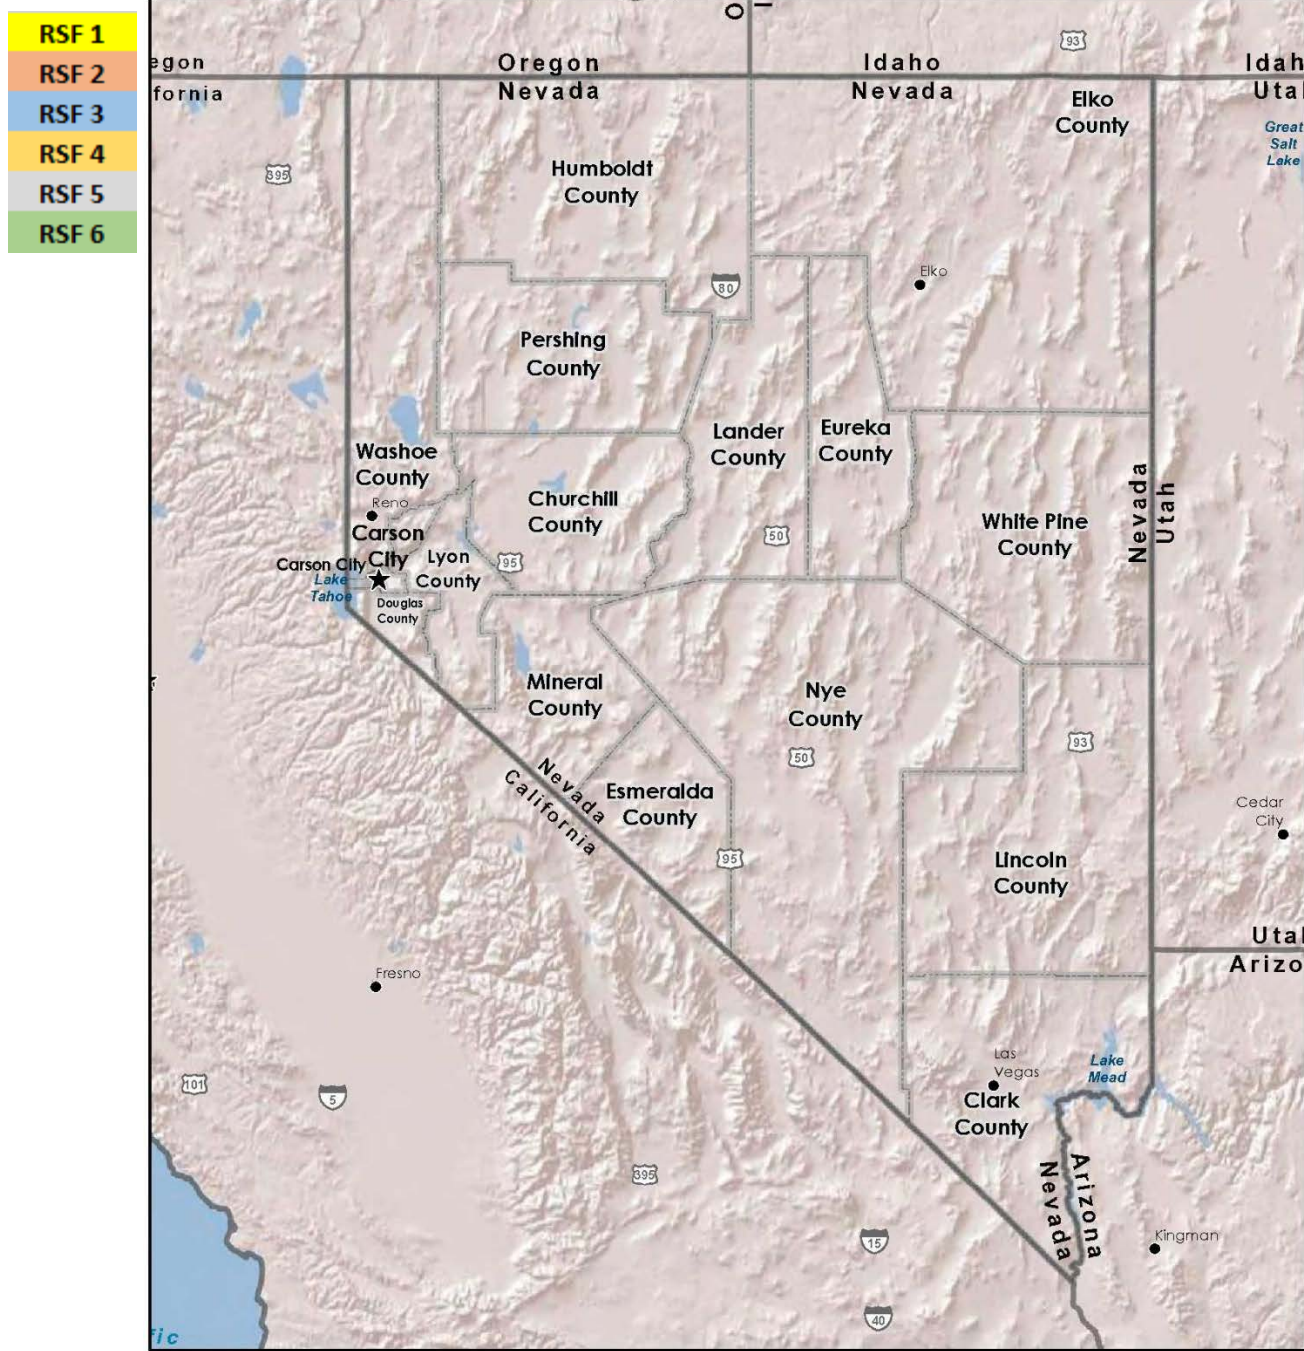 RSF 1
RSF 2
RSF 3
RSF 4
RSF 5
RSF 6
O
I
93
egon
Oregon
Idaho
Idah
fornia
Nevada
Nevada
Utah
Elko
County
Great
Salt
Lake
395
Humboldt
County
Elko
80
Pershing
County
Washoe
County
Lander
County
Eureka
County
Reno
Churchill
County
White Pine
County
Nevada
Utah
50
Carson
City
Carson City
Lyon
County
95
Lake
Tahoe
Douglas
County
Mineral
County
Nye
County
50
93
Nevada
California
Esmeralda
County
95
Cedar
City
Lincoln
County
Utah
Arizo
Fresno
101
5
Las
Vegas
Lake
Mead
Clark
County
Nevada
Arizona
395
15
Kingman
40
fic